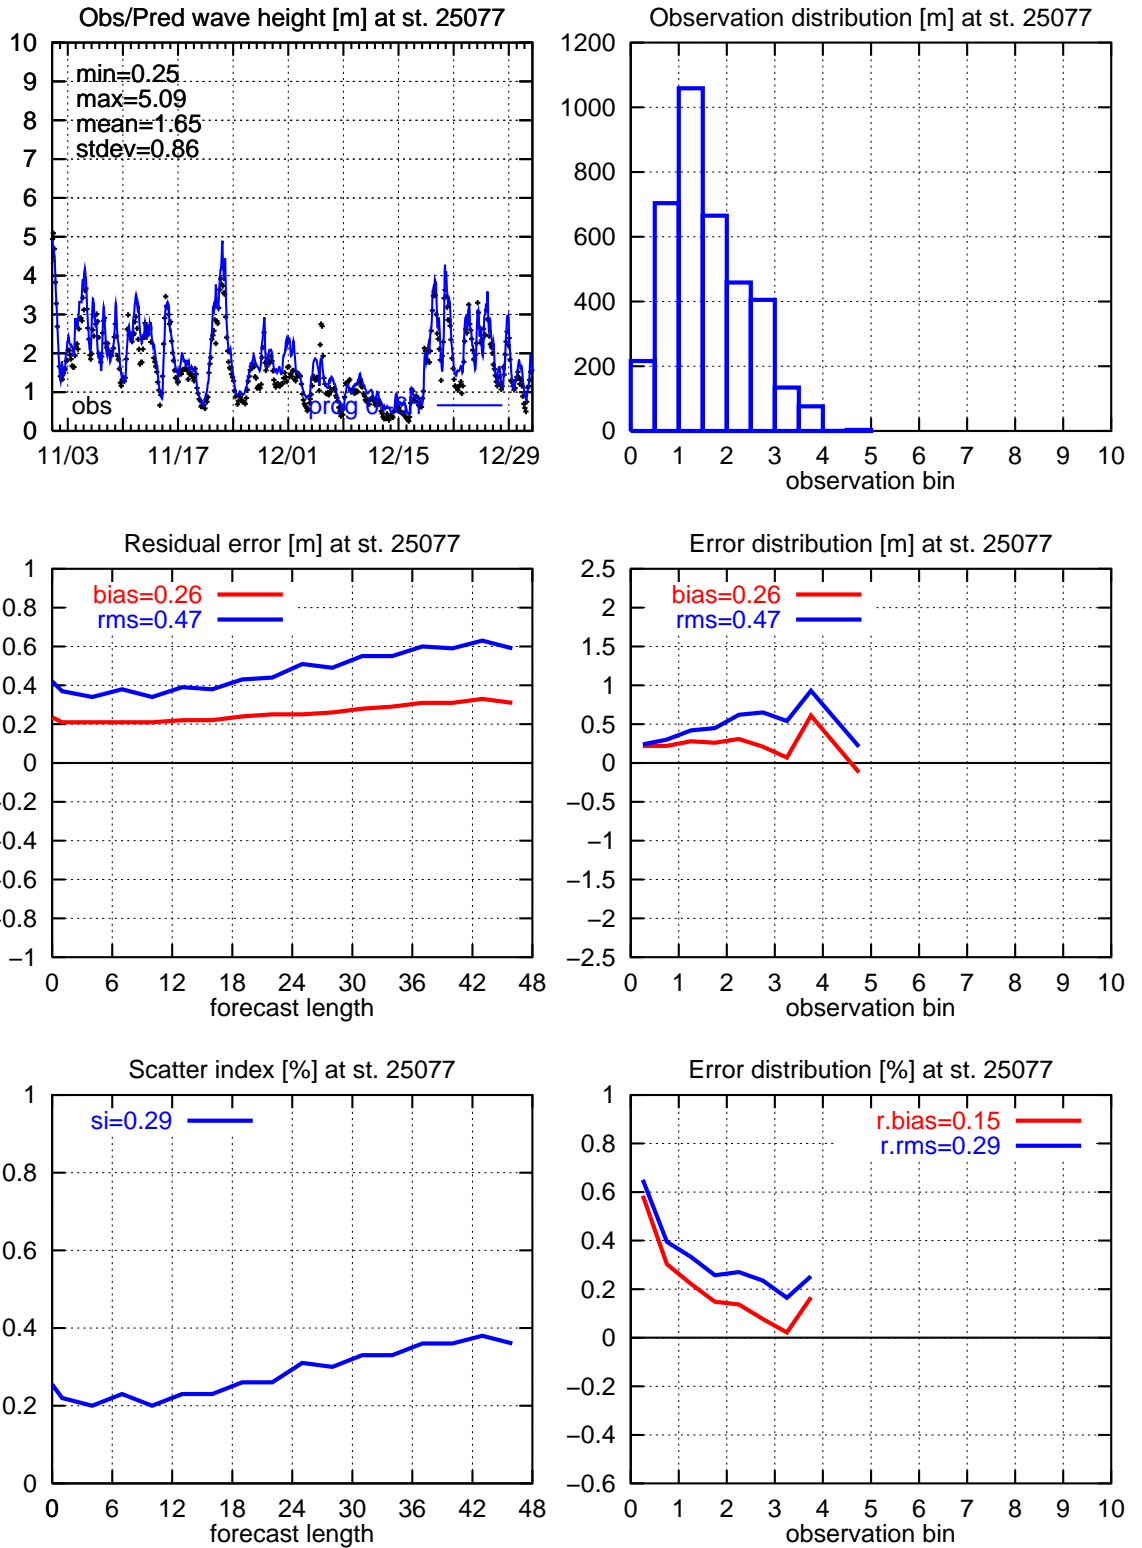 Obs/Pred wave height [m] at st. 25077
10
9
8
7
6
5
4
3
2
1
0
min=0.25
max=5.09
mean=1.65
stdev=0.86
obs
prog
11/03 11/17 12/01 12/15 12/29
Observation distribution [m] at st. 25077
1200
1000
800
600
400
200
0
0 1 2 3 4 5 6 7 8 9 10
observation bin
Residual error [m] at st. 25077
1
0.8
0.6
0.4
0.2
0
-0.2
-0.4
-0.6
-0.8
−1
bias=0.26
rms=0.47
0 6 12 18 24 30 36 42 48
forecast length
Error distribution [m] at st. 25077
2.5
2
1.5
1
0.5
0
−0.5
−1
−1.5
−2
−2.5
bias=0.26
rms=0.47
0 1 2 3 4 5 6 7 8 9 10
observation bin
Scatter index [%] at st. 25077
1
0.8
0.6
0.4
0.2
0
si=0.29
0 6 12 18 24 30 36 42 48
forecast length
Error distribution [%] at st. 25077
1
0.8
0.6
0.4
0.2
0
−0.2
−0.4
−0.6
r.bias=0.15
r.rms=0.29
0 1 2 3 4 5 6 7 8 9 10
observation bin